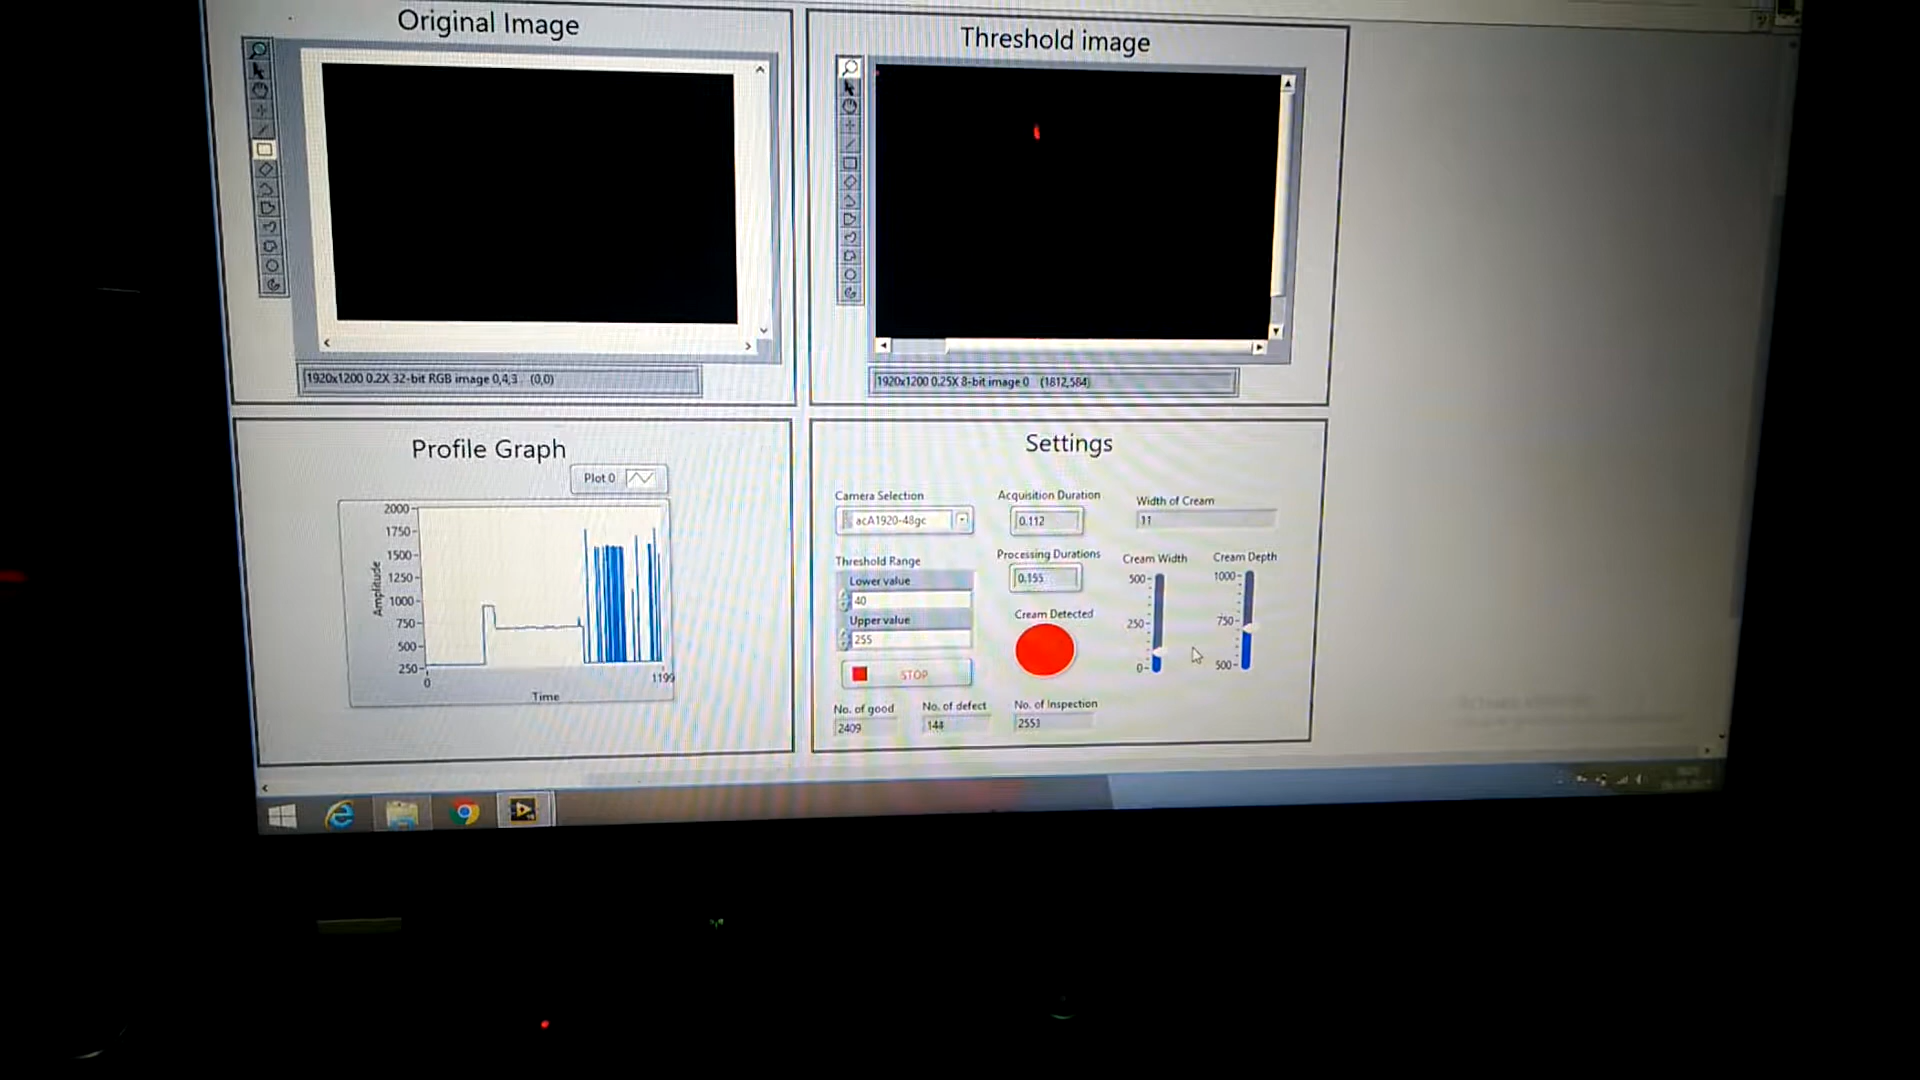 Original Image
Threshold image
1920x1200 0.2X 32-bit RGB image 0,4,3 (0,0)
1920x1200 0.25X 8-bit image 0 (1812,584)
Profile Graph
Plot 0
2000
1750
1500
1250
1000
750
500
250
Amplitude
0
1199
Time
Settings
Camera Selection
acA1920-48gc
Acquisition Duration
0.112
Width of Cream
11
Threshold Range
Lower value
40
Upper value
255
Processing Durations
0.155
Cream Width
500
250
0
Cream Depth
1000
750
500
Cream Detected
STOP
No. of good
2409
No. of defect
144
No. of Inspection
2553